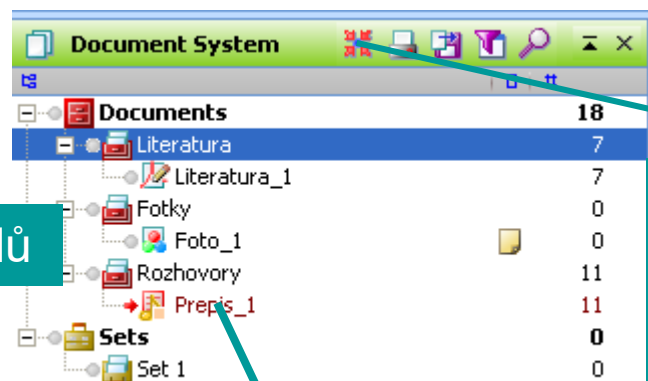 Document System
Documents 18
Literatura 7
Literatura_1 7
Fotky 0
Foto_1 0
Rozhovory 11
Prepis_1 11
Sets 0
Set 1 0
lů